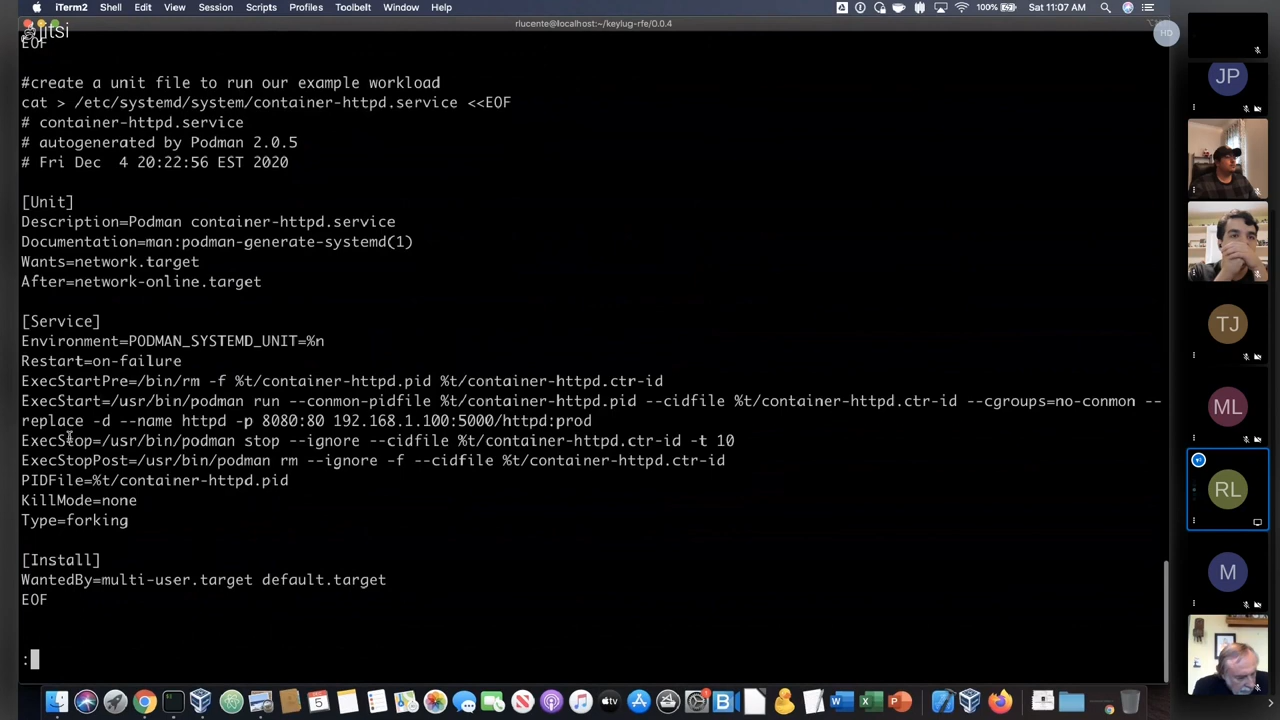 iTerm2 Shell Edit View Session Scripts Profiles Toolbelt Window Help 100% Sat 11:07 AM
rlucente@localhost:~/keylug-rfe/0.0.4
jitsi
HD
EOF
#create a unit file to run our example workload
cat > /etc/systemd/system/container-httpd.service <<EOF
# container-httpd.service
# autogenerated by Podman 2.0.5
# Fri Dec  4 20:22:56 EST 2020
[Unit]
Description=Podman container-httpd.service
Documentation=man:podman-generate-systemd(1)
Wants=network.target
After=network-online.target
[Service]
Environment=PODMAN_SYSTEMD_UNIT=%n
Restart=on-failure
ExecStartPre=/bin/rm -f %t/container-httpd.pid %t/container-httpd.ctr-id
ExecStart=/usr/bin/podman run --conmon-pidfile %t/container-httpd.pid --cidfile %t/container-httpd.ctr-id --cgroups=no-conmon --
replace -d --name httpd -p 8080:80 192.168.1.100:5000/httpd:prod
ExecStop=/usr/bin/podman stop --ignore --cidfile %t/container-httpd.ctr-id -t 10
ExecStopPost=/usr/bin/podman rm --ignore -f --cidfile %t/container-httpd.ctr-id
PIDFile=%t/container-httpd.pid
KillMode=none
Type=forking
[Install]
WantedBy=multi-user.target default.target
EOF
:
JP
TJ
ML
RL
M